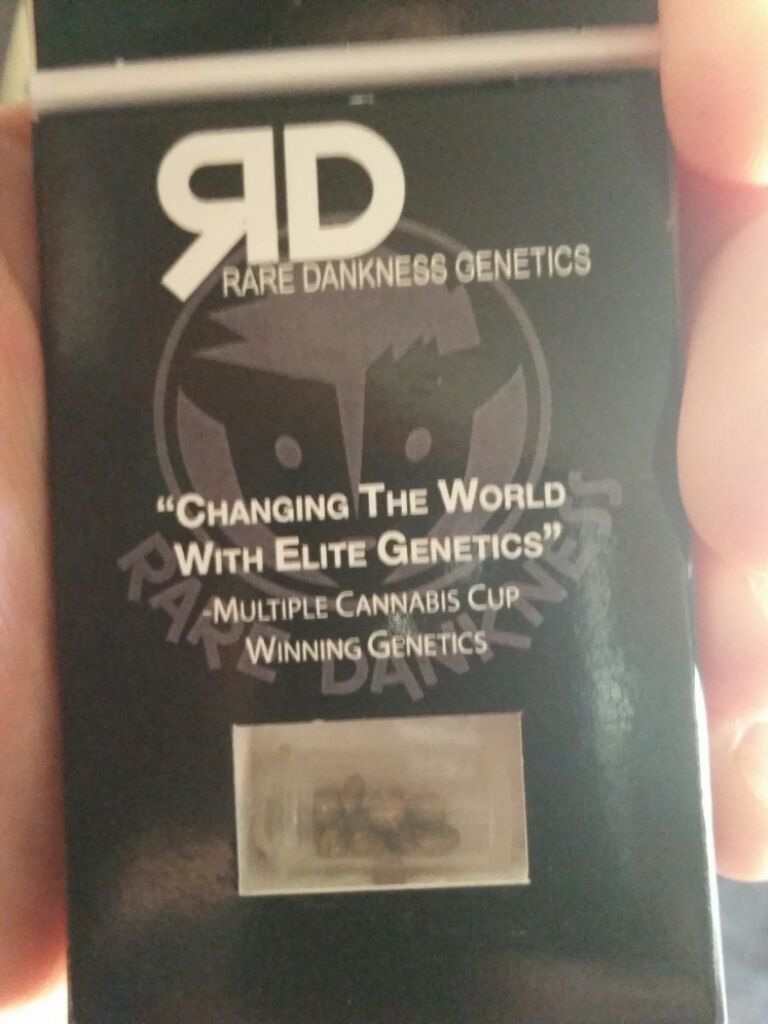 RD
RARE DANKNESS GENETICS
“CHANGING THE WORLD
WITH ELITE GENETICS”
-MULTIPLE CANNABIS CUP
WINNING GENETICS
RARE DANKNESS